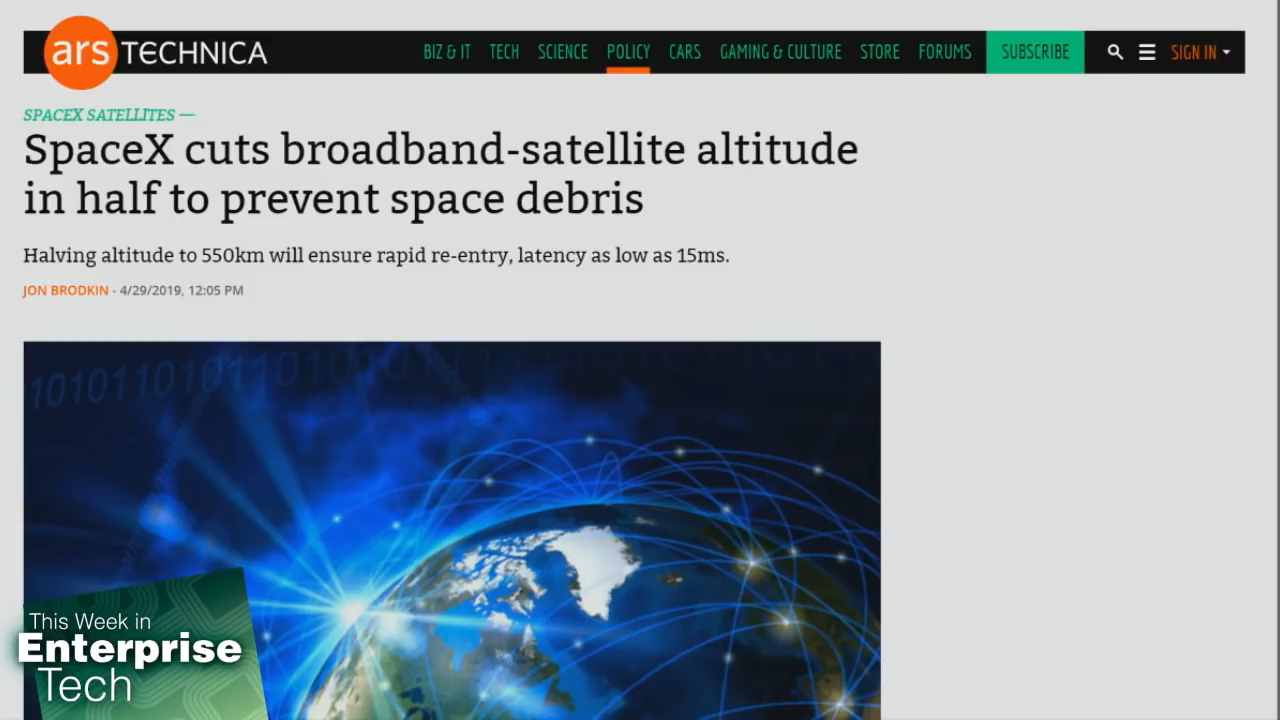 ars TECHNICA
BIZ & IT TECH SCIENCE POLICY CARS GAMING & CULTURE STORE FORUMS SUBSCRIBE SIGN IN
SPACEX SATELLITES —
SpaceX cuts broadband-satellite altitude
in half to prevent space debris
Halving altitude to 550km will ensure rapid re-entry, latency as low as 15ms.
JON BRODKIN - 4/29/2019, 12:05 PM
This Week in
Enterprise
Tech